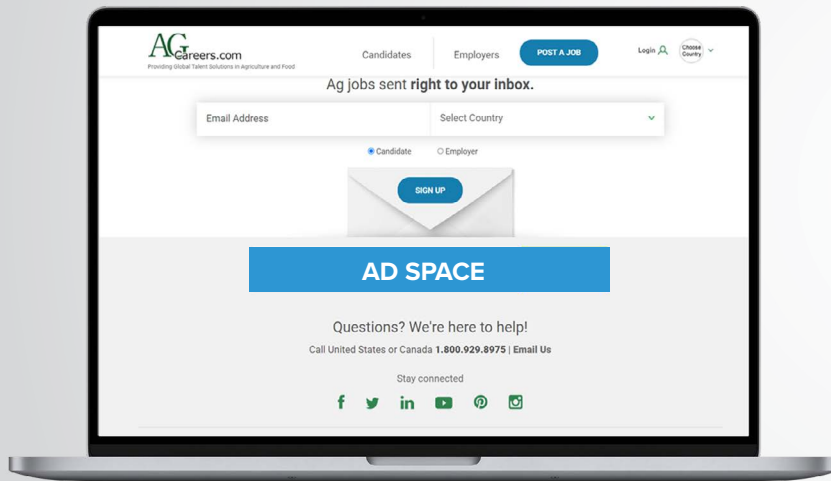 AGCareers.com
Providing Global Talent Solutions in Agriculture and Food
Candidates
Employers
POST A JOB
Login
Choose
Country
Ag jobs sent right to your inbox.
Email Address
Select Country
Candidate
Employer
SIGN UP
AD SPACE
Questions? We're here to help!
Call United States or Canada 1.800.929.8975 | Email Us
Stay connected